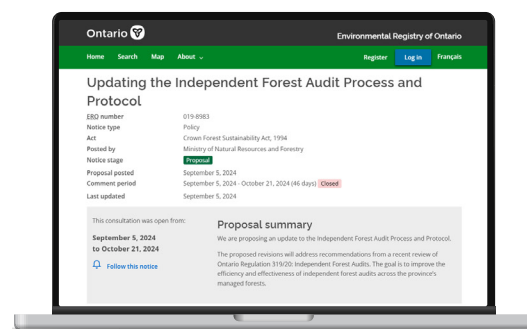 Ontario
Environmental Registry of Ontario
Home Search Map About
Register Log in Français
Updating the Independent Forest Audit Process and
Protocol
ERO number 019-8983
Notice type Policy
Act Crown Forest Sustainability Act, 1994
Posted by Ministry of Natural Resources and Forestry
Notice stage Proposal
Proposal posted September 5, 2024
Comment period September 5, 2024 - October 21, 2024 (46 days) Closed
Last updated September 5, 2024
This consultation was open from:
September 5, 2024
to October 21, 2024
Follow this notice
Proposal summary
We are proposing an update to the Independent Forest Audit Process and Protocol.
The proposed revisions will address recommendations from a recent review of
Ontario Regulation 319/20: Independent Forest Audits. The goal is to improve the
efficiency and effectiveness of independent forest audits across the province's
managed forests.